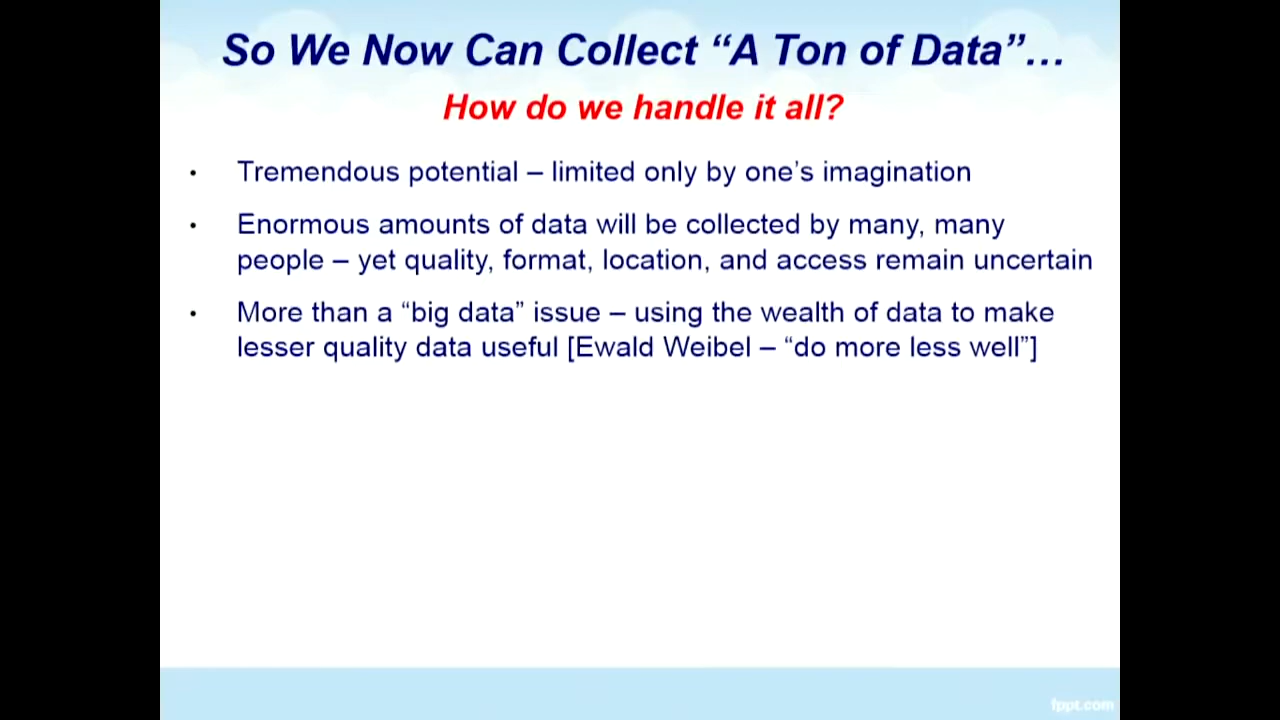 So We Now Can Collect “A Ton of Data”…
How do we handle it all?
• Tremendous potential – limited only by one’s imagination
• Enormous amounts of data will be collected by many, many
people – yet quality, format, location, and access remain uncertain
• More than a “big data” issue – using the wealth of data to make
lesser quality data useful [Ewald Weibel – “do more less well”]
fppt.com